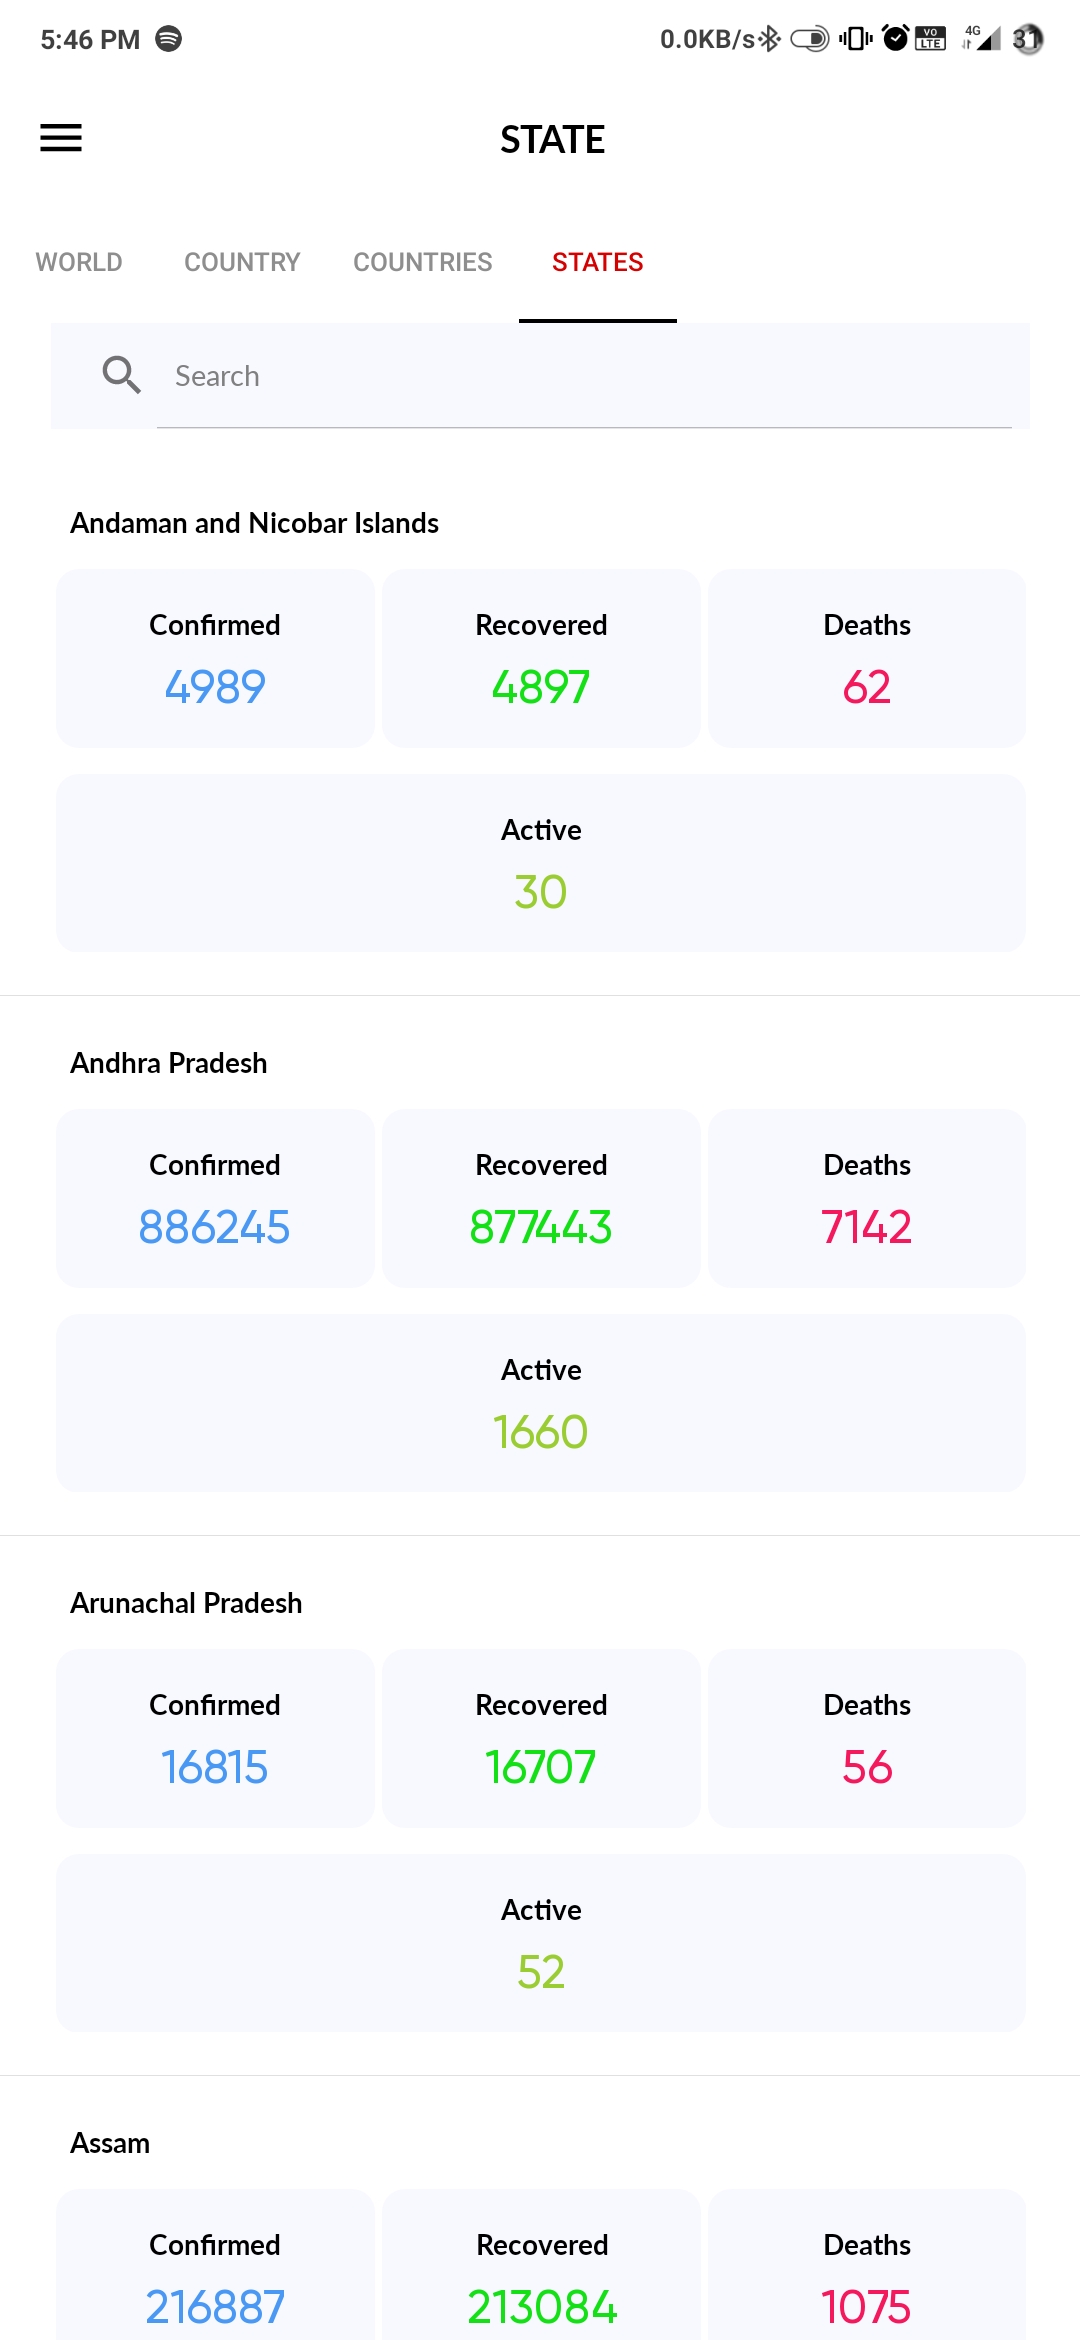 5:46 PM 0.0KB/s VO LTE 4G 31
STATE
WORLD COUNTRY COUNTRIES STATES
Search
Andaman and Nicobar Islands
Confirmed Recovered Deaths
4989 4897 62
Active
30
Andhra Pradesh
Confirmed Recovered Deaths
886245 877443 7142
Active
1660
Arunachal Pradesh
Confirmed Recovered Deaths
16815 16707 56
Active
52
Assam
Confirmed Recovered Deaths
216887 213084 1075